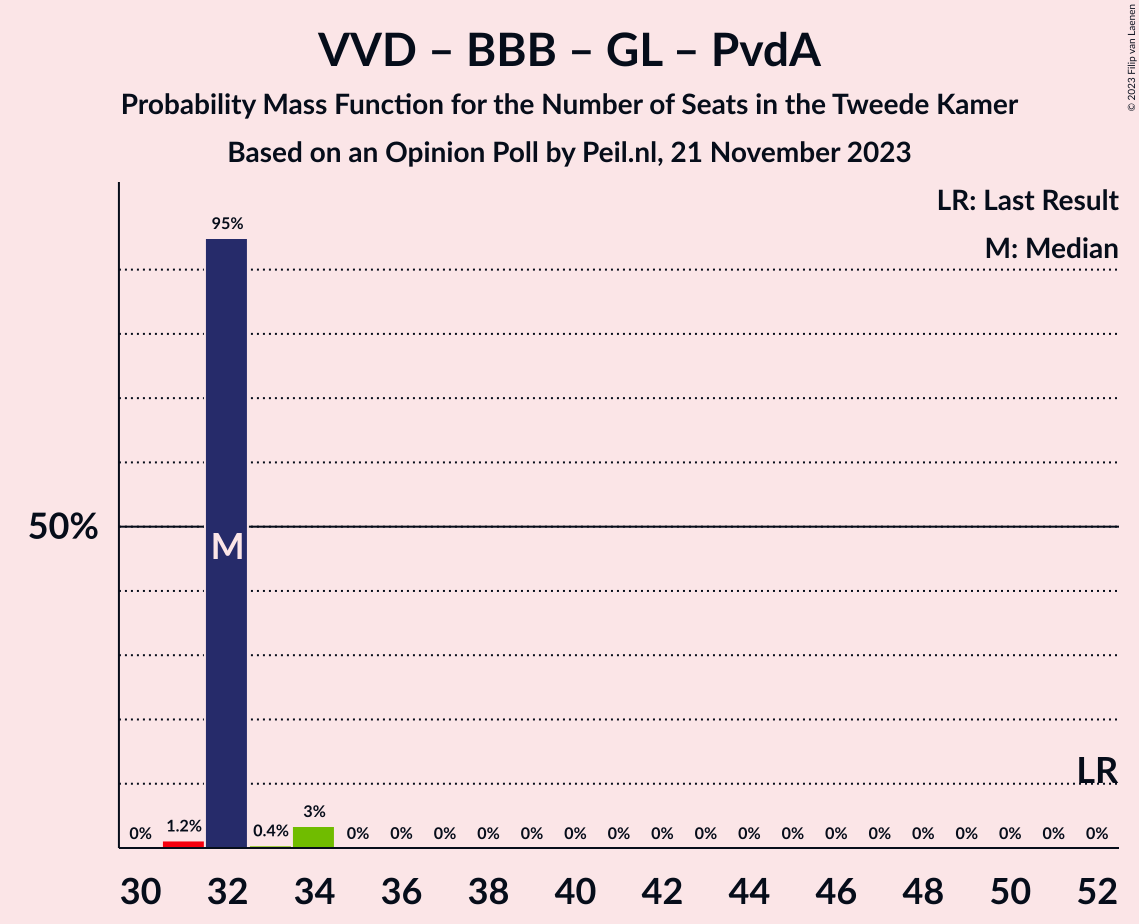 VVD – BBB – GL – PvdA
Probability Mass Function for the Number of Seats in the Tweede Kamer
Based on an Opinion Poll by Peil.nl, 21 November 2023
© 2023 Filip van Laenen
LR: Last Result
M: Median
95%
50%
M
LR
0% 1.2% 0.4% 3% 0% 0% 0% 0% 0% 0% 0% 0% 0% 0% 0% 0% 0% 0% 0% 0% 0% 0%
30 32 34 36 38 40 42 44 46 48 50 52